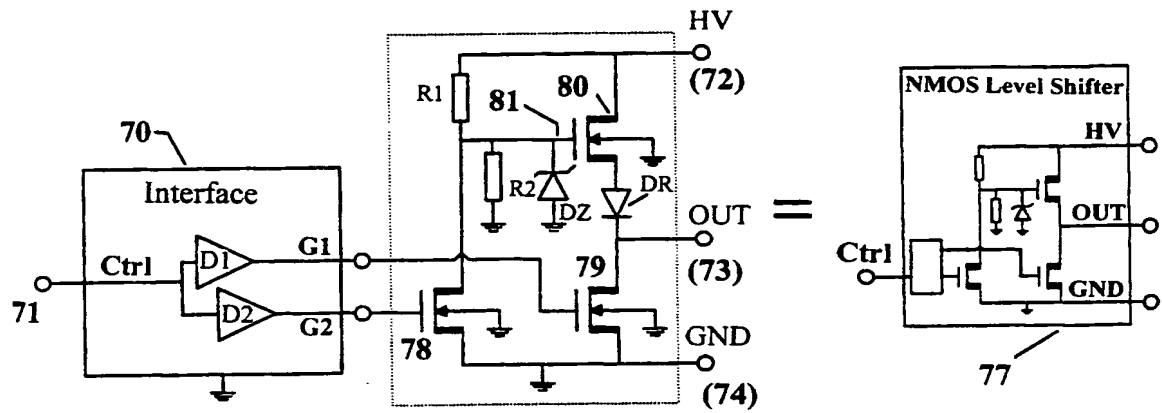 HV
(72)
R1
81
80
70
Interface
R2
DZ
DR
OUT
(73)
Ctrl
D1
G1
71
D2
G2
79
78
GND
(74)
=
NMOS Level Shifter
HV
OUT
Ctrl
GND
77